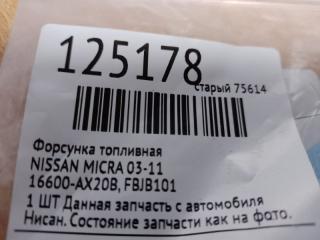 125178
старый 75614
Форсунка топливная
NISSAN MICRA 03-11
16600-AX20B, FBJB101
1 ШТ Данная запчасть с автомобиля
Нисан. Состояние запчасти как на фото.